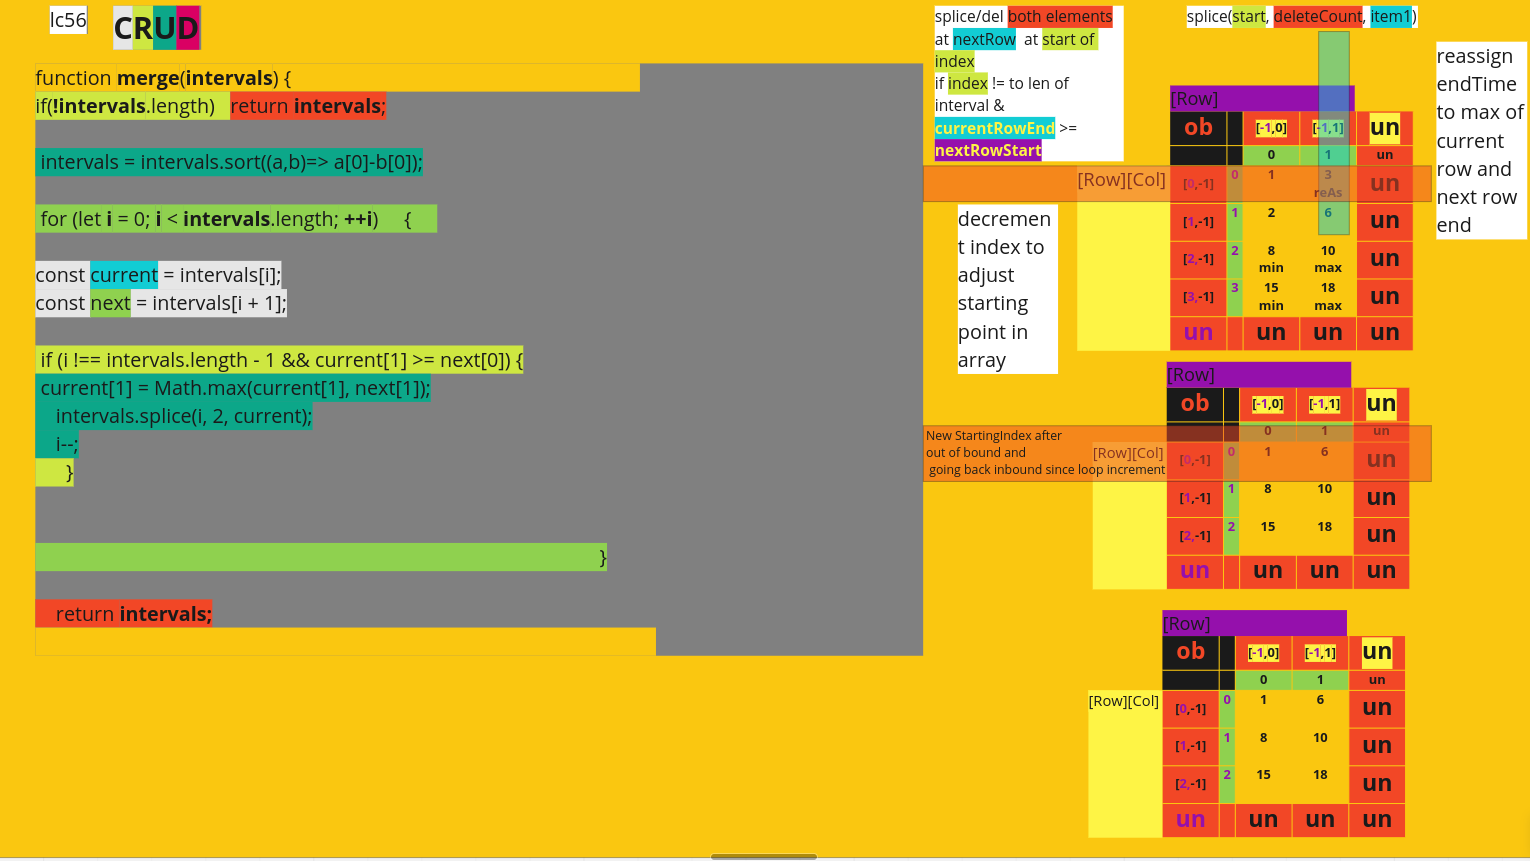 lc56
CRUD
function merge(intervals) {
if(!intervals.length) return intervals;
intervals = intervals.sort((a,b)=> a[0]-b[0]);
for (let i = 0; i < intervals.length; ++i) {
const current = intervals[i];
const next = intervals[i + 1];
if (i !== intervals.length - 1 && current[1] >= next[0]) {
current[1] = Math.max(current[1], next[1]);
intervals.splice(i, 2, current);
i--;
}
}
return intervals;
splice/del both elements
at nextRow at start of
index
if index != to len of
interval &
currentRowEnd >=
nextRowStart
splice(start, deleteCount, item1)
reassign
endTime
to max of
current
row and
next row
end
decremen
t index to
adjust
starting
point in
array
[Row]
ob [-1,0] [-1,1] un
0 1 un
[Row][Col] [0,-1] 0 1 3 un
reAs
[1,-1] 1 2 6 un
[2,-1] 2 8 10 un
min max
[3,-1] 3 15 18 un
min max
un un un un
[Row]
ob [-1,0] [-1,1] un
0 1 un
New StartingIndex after
out of bound and
going back inbound since loop increment
[Row][Col] [0,-1] 0 1 6 un
[1,-1] 1 8 10 un
[2,-1] 2 15 18 un
un un un un
[Row]
ob [-1,0] [-1,1] un
0 1 un
[Row][Col] [0,-1] 0 1 6 un
[1,-1] 1 8 10 un
[2,-1] 2 15 18 un
un un un un